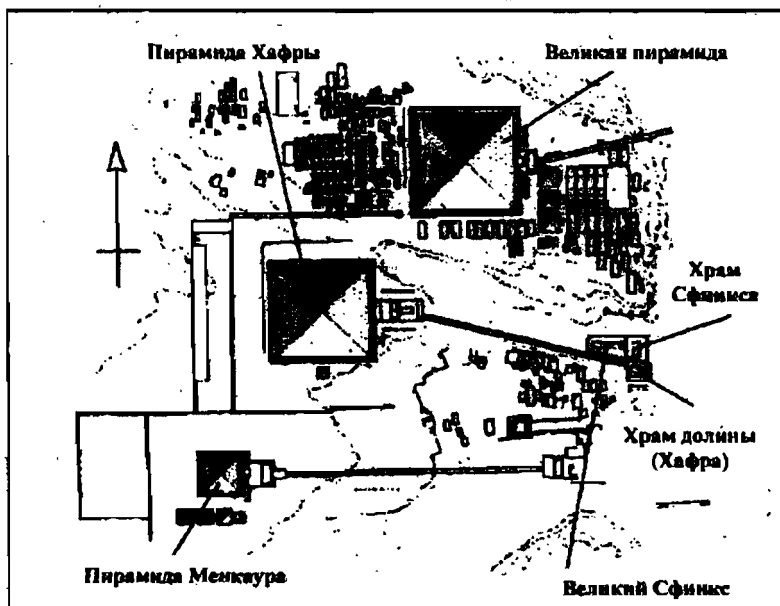 Пирамида Хафры
Великая пирамида
Храм
Сфинкса
Храм долины
(Хафра)
Пирамида Менкаура
Великий Сфинкс